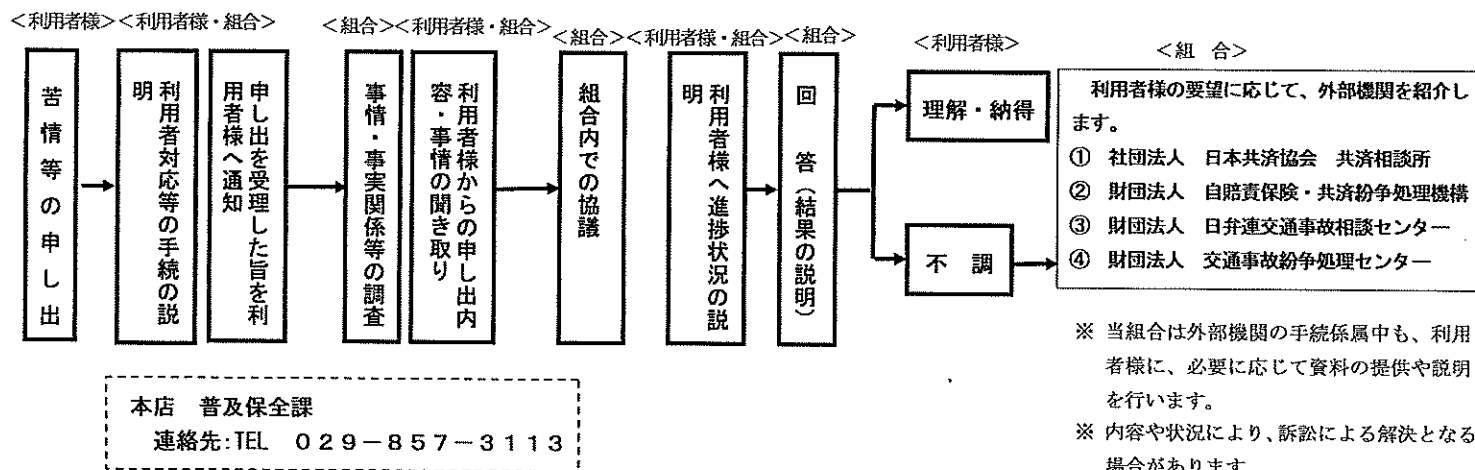 <利用者様>
<利用者様・組合>
<組合>
<利用者様・組合>
<組合>
<利用者様・組合>
<組合>
<利用者様>
<組　合>
苦情等の申し出
利用者対応等の手続の説
明
申し出を受理した旨を利
用者様へ通知
事情・事実関係等の調査
利用者様からの申し出内
容・事情の聞き取り
組合内での協議
利用者様へ進捗状況の説
明
回　答（結果の説明）
理解・納得
不　調
利用者様の要望に応じて、外部機関を紹介し
ます。
①　社団法人　日本共済協会　共済相談所
②　財団法人　自賠責保険・共済紛争処理機構
③　財団法人　日弁連交通事故相談センター
④　財団法人　交通事故紛争処理センター
※ 当組合は外部機関の手続係属中も、利用
者様に、必要に応じて資料の提供や説明
を行います。
※ 内容や状況により、訴訟による解決となる
場合があります
本店　普及保全課
連絡先：TEL　０２９－８５７－３１１３